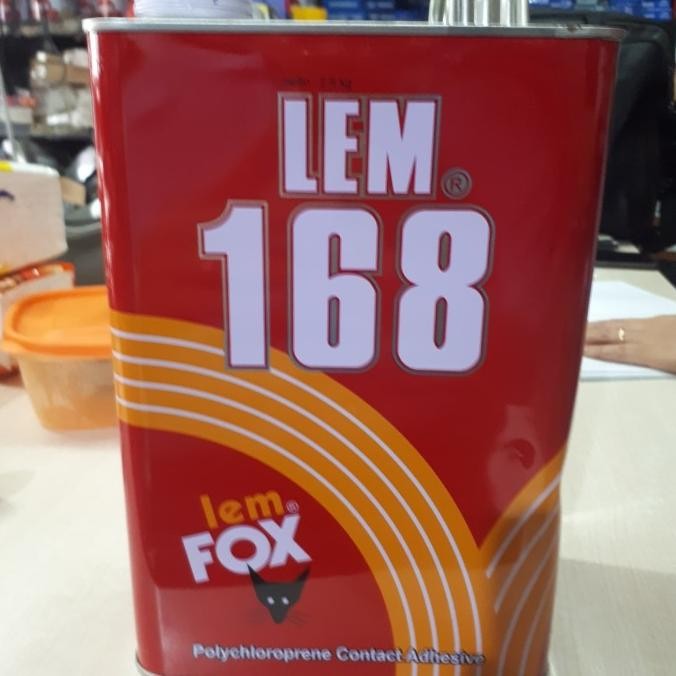 LEM®
168
lem®
FOX
Polychloroprene Contact Adhesive